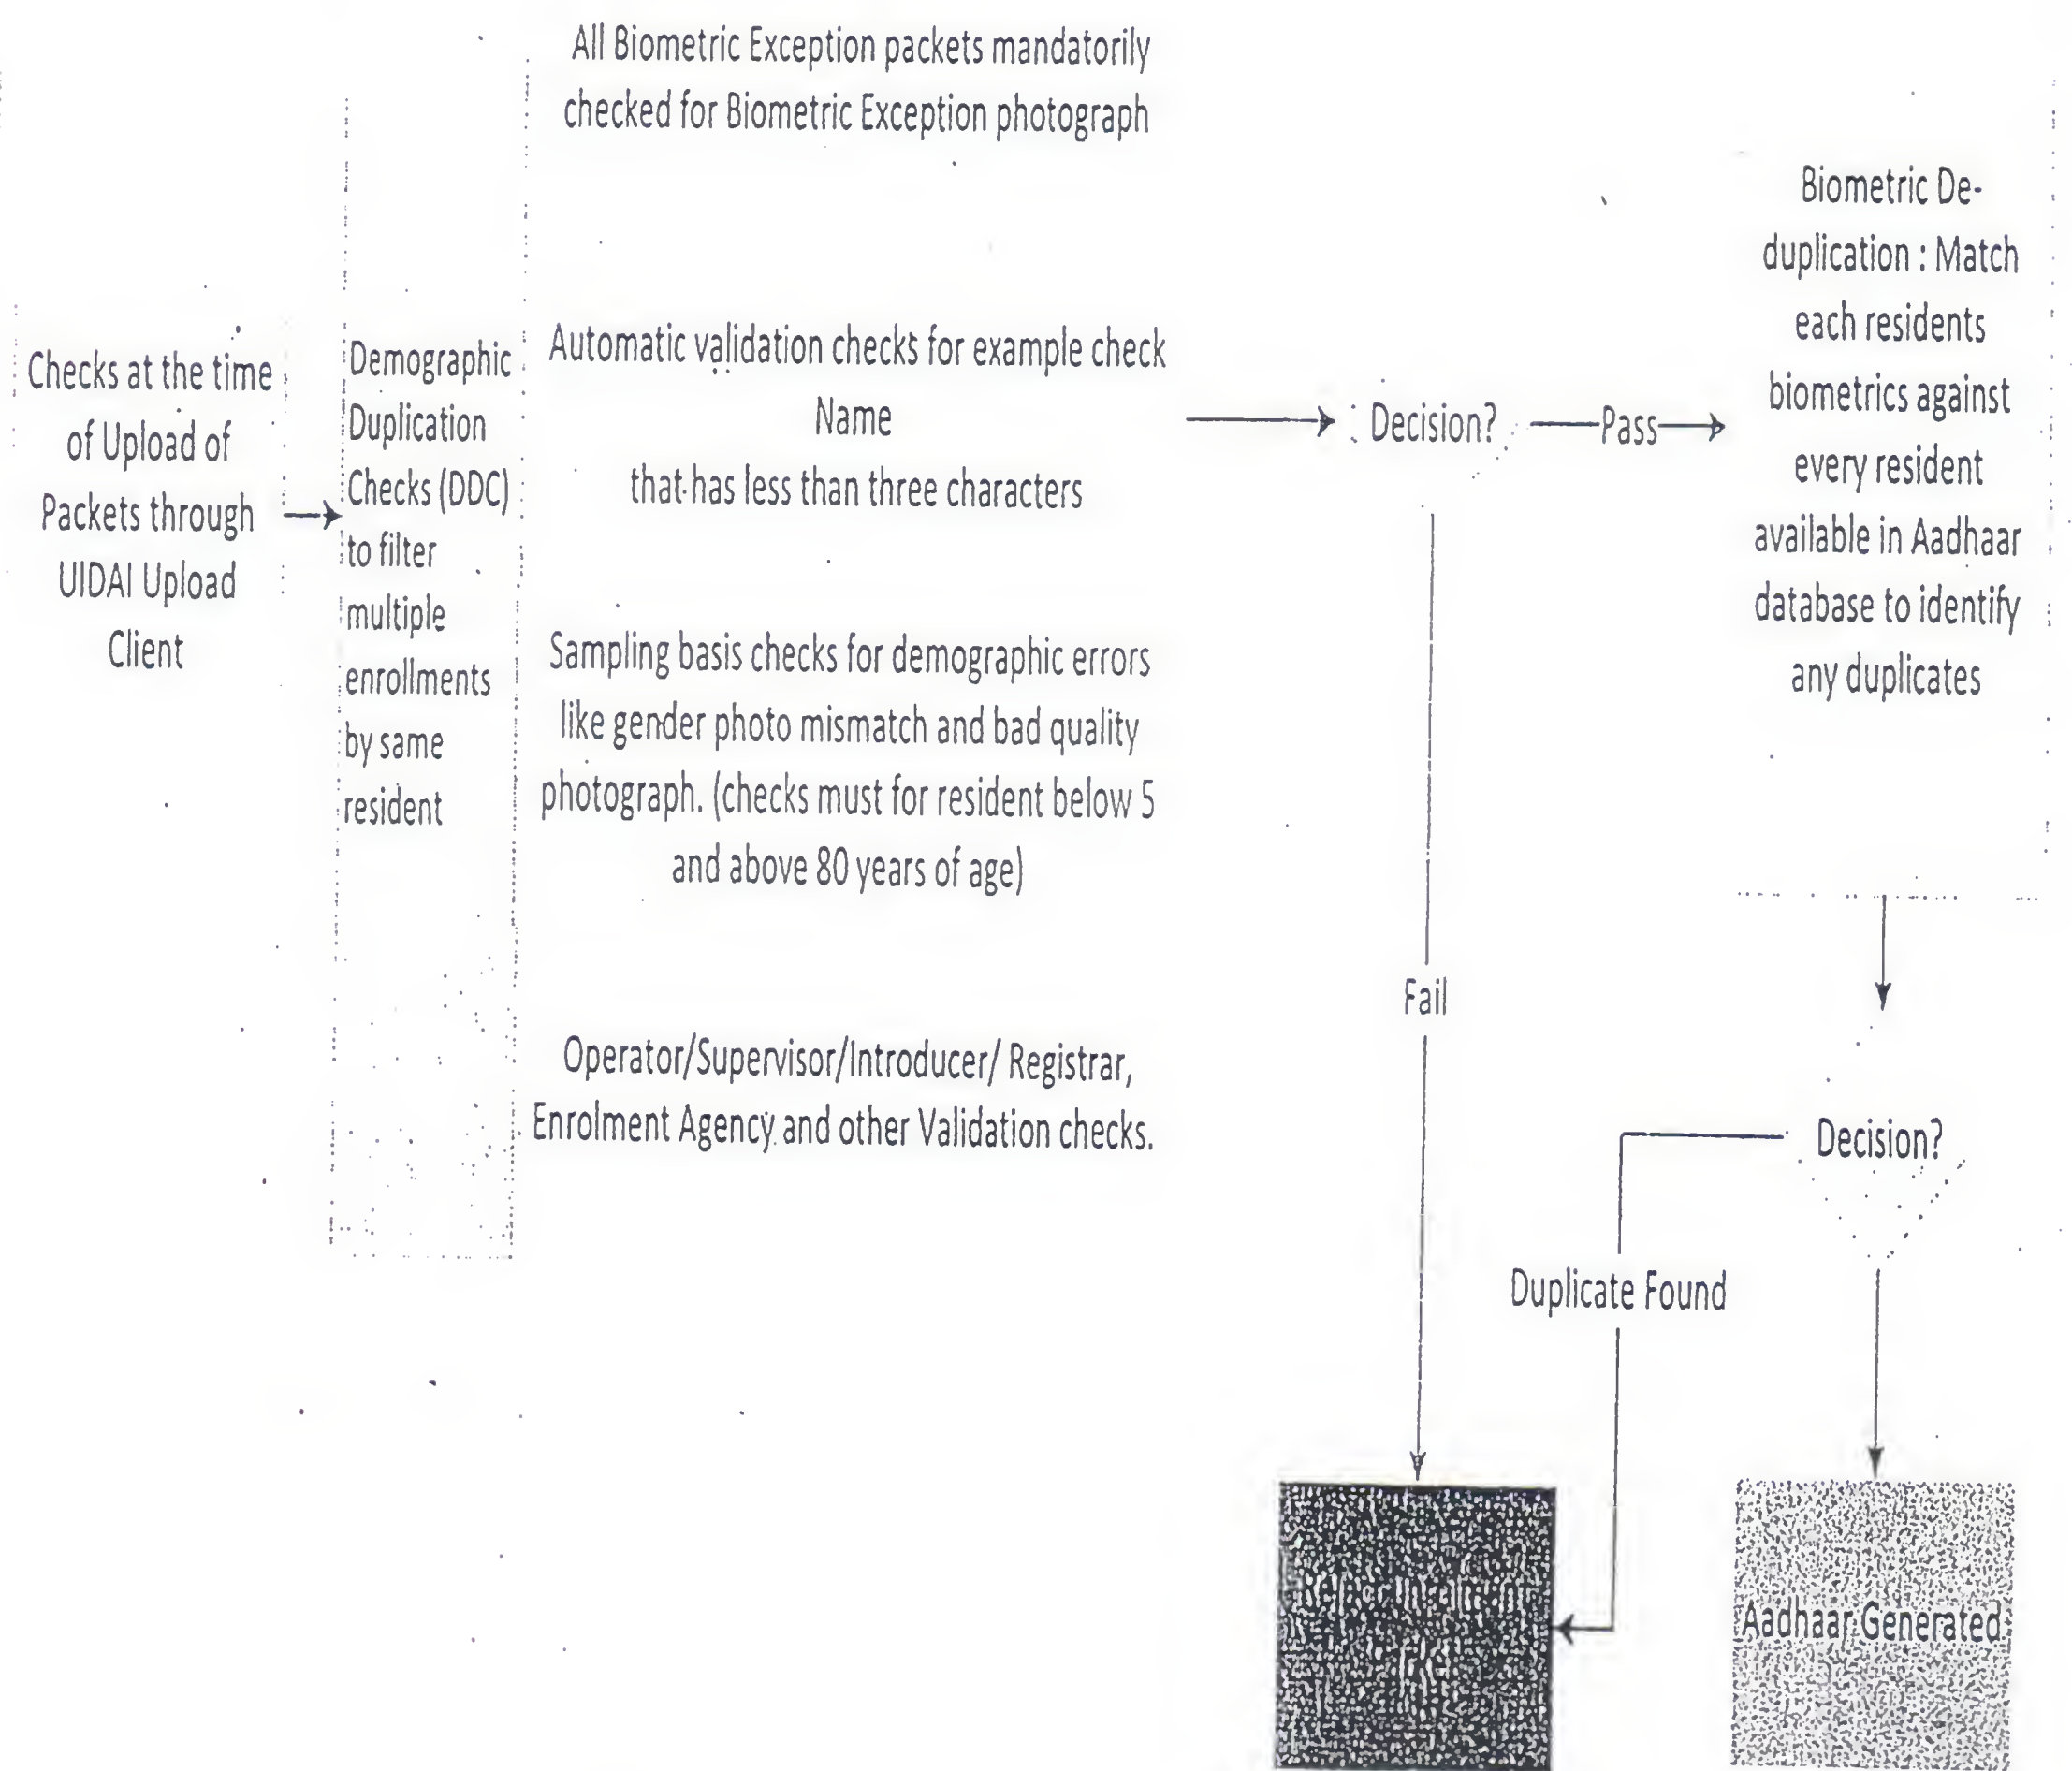 Checks at the time
of Upload of
Packets through
UIDAI Upload
Client
Demographic
Duplication
Checks (DDC)
to filter
multiple
enrollments
by same
resident
All Biometric Exception packets mandatorily
checked for Biometric Exception photograph
Automatic validation checks for example check
Name
that has less than three characters
Sampling basis checks for demographic errors
like gender photo mismatch and bad quality
photograph. (checks must for resident below 5
and above 80 years of age)
Operator/Supervisor/Introducer/ Registrar,
Enrolment Agency and other Validation checks.
Decision?
Pass
Fail
Biometric De-
duplication : Match
each residents
biometrics against
every resident
available in Aadhaar
database to identify
any duplicates
Decision?
Duplicate Found
Aadhaar Generated